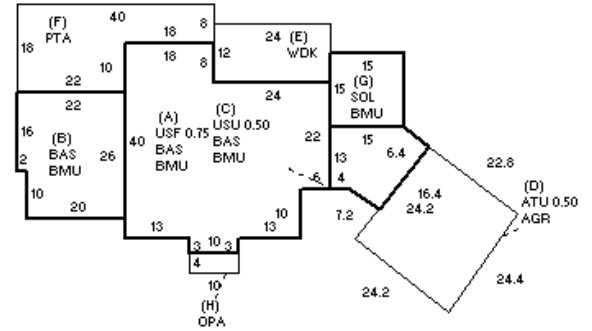 (F)
PTA
40
8
18
22
10
18
8
12
24
(E)
WDK
24
15
15
(G)
SOL
BMU
22
16
2
(B)
BAS
BMU
26
10
20
40
(A)
USF 0.75
BAS
BMU
(C)
USU 0.50
BAS
BMU
22
15
13
6.4
6
4
22.8
(D)
ATU 0.50
AGR
16.4
24.2
7.2
10
13
13
3 10 3
4
10
(H)
OPA
24.2
24.4